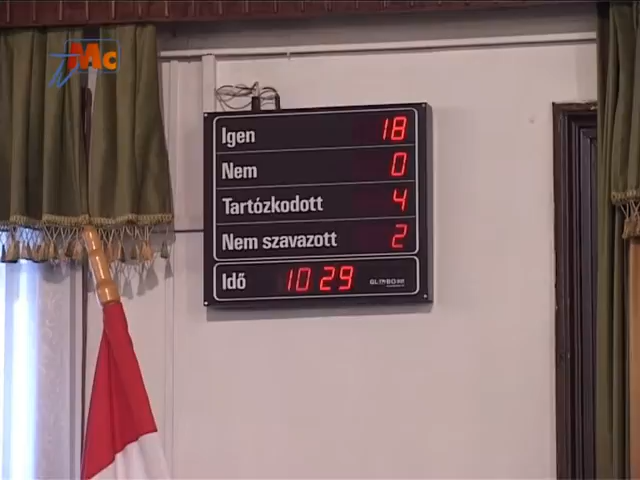 Mc
Igen 18
Nem 0
Tartózkodott 4
Nem szavazott 2
Idő 10 29